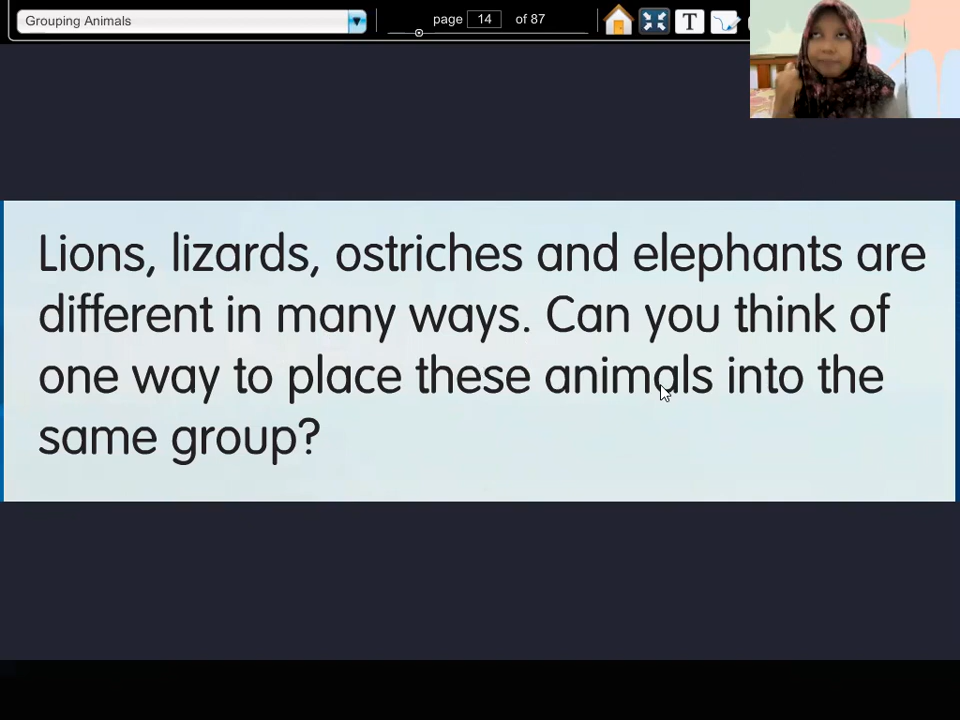 Grouping Animals
page 14 of 87
T
Lions, lizards, ostriches and elephants are
different in many ways. Can you think of
one way to place these animals into the
same group?